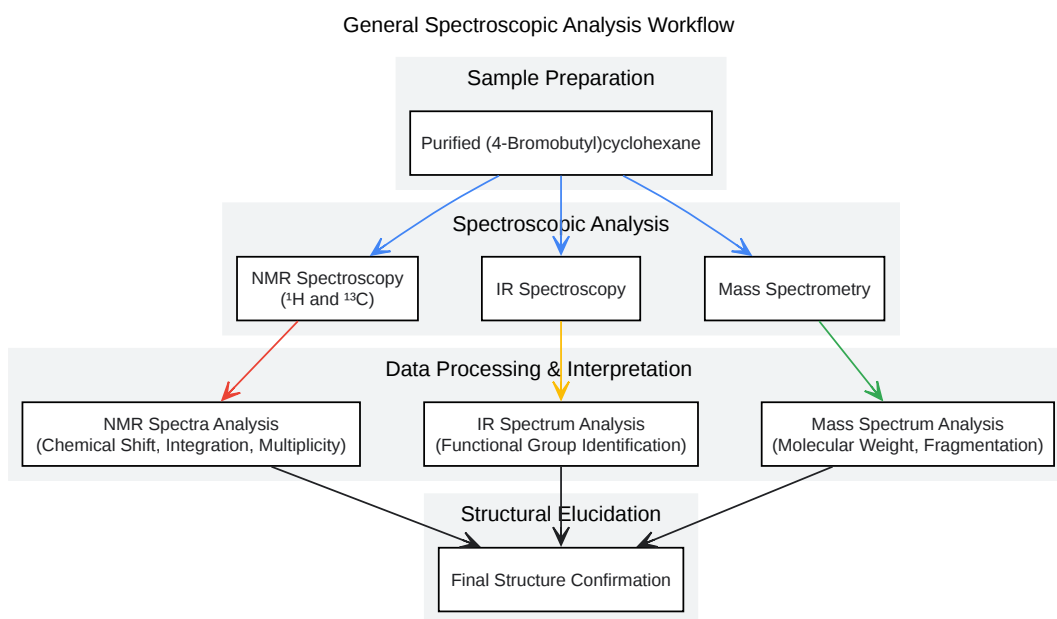 General Spectroscopic Analysis Workflow
Sample Preparation
Purified (4-Bromobutyl)cyclohexane
Spectroscopic Analysis
NMR Spectroscopy
(¹H and ¹³C)
IR Spectroscopy
Mass Spectrometry
Data Processing & Interpretation
NMR Spectra Analysis
(Chemical Shift, Integration, Multiplicity)
IR Spectrum Analysis
(Functional Group Identification)
Mass Spectrum Analysis
(Molecular Weight, Fragmentation)
Structural Elucidation
Final Structure Confirmation